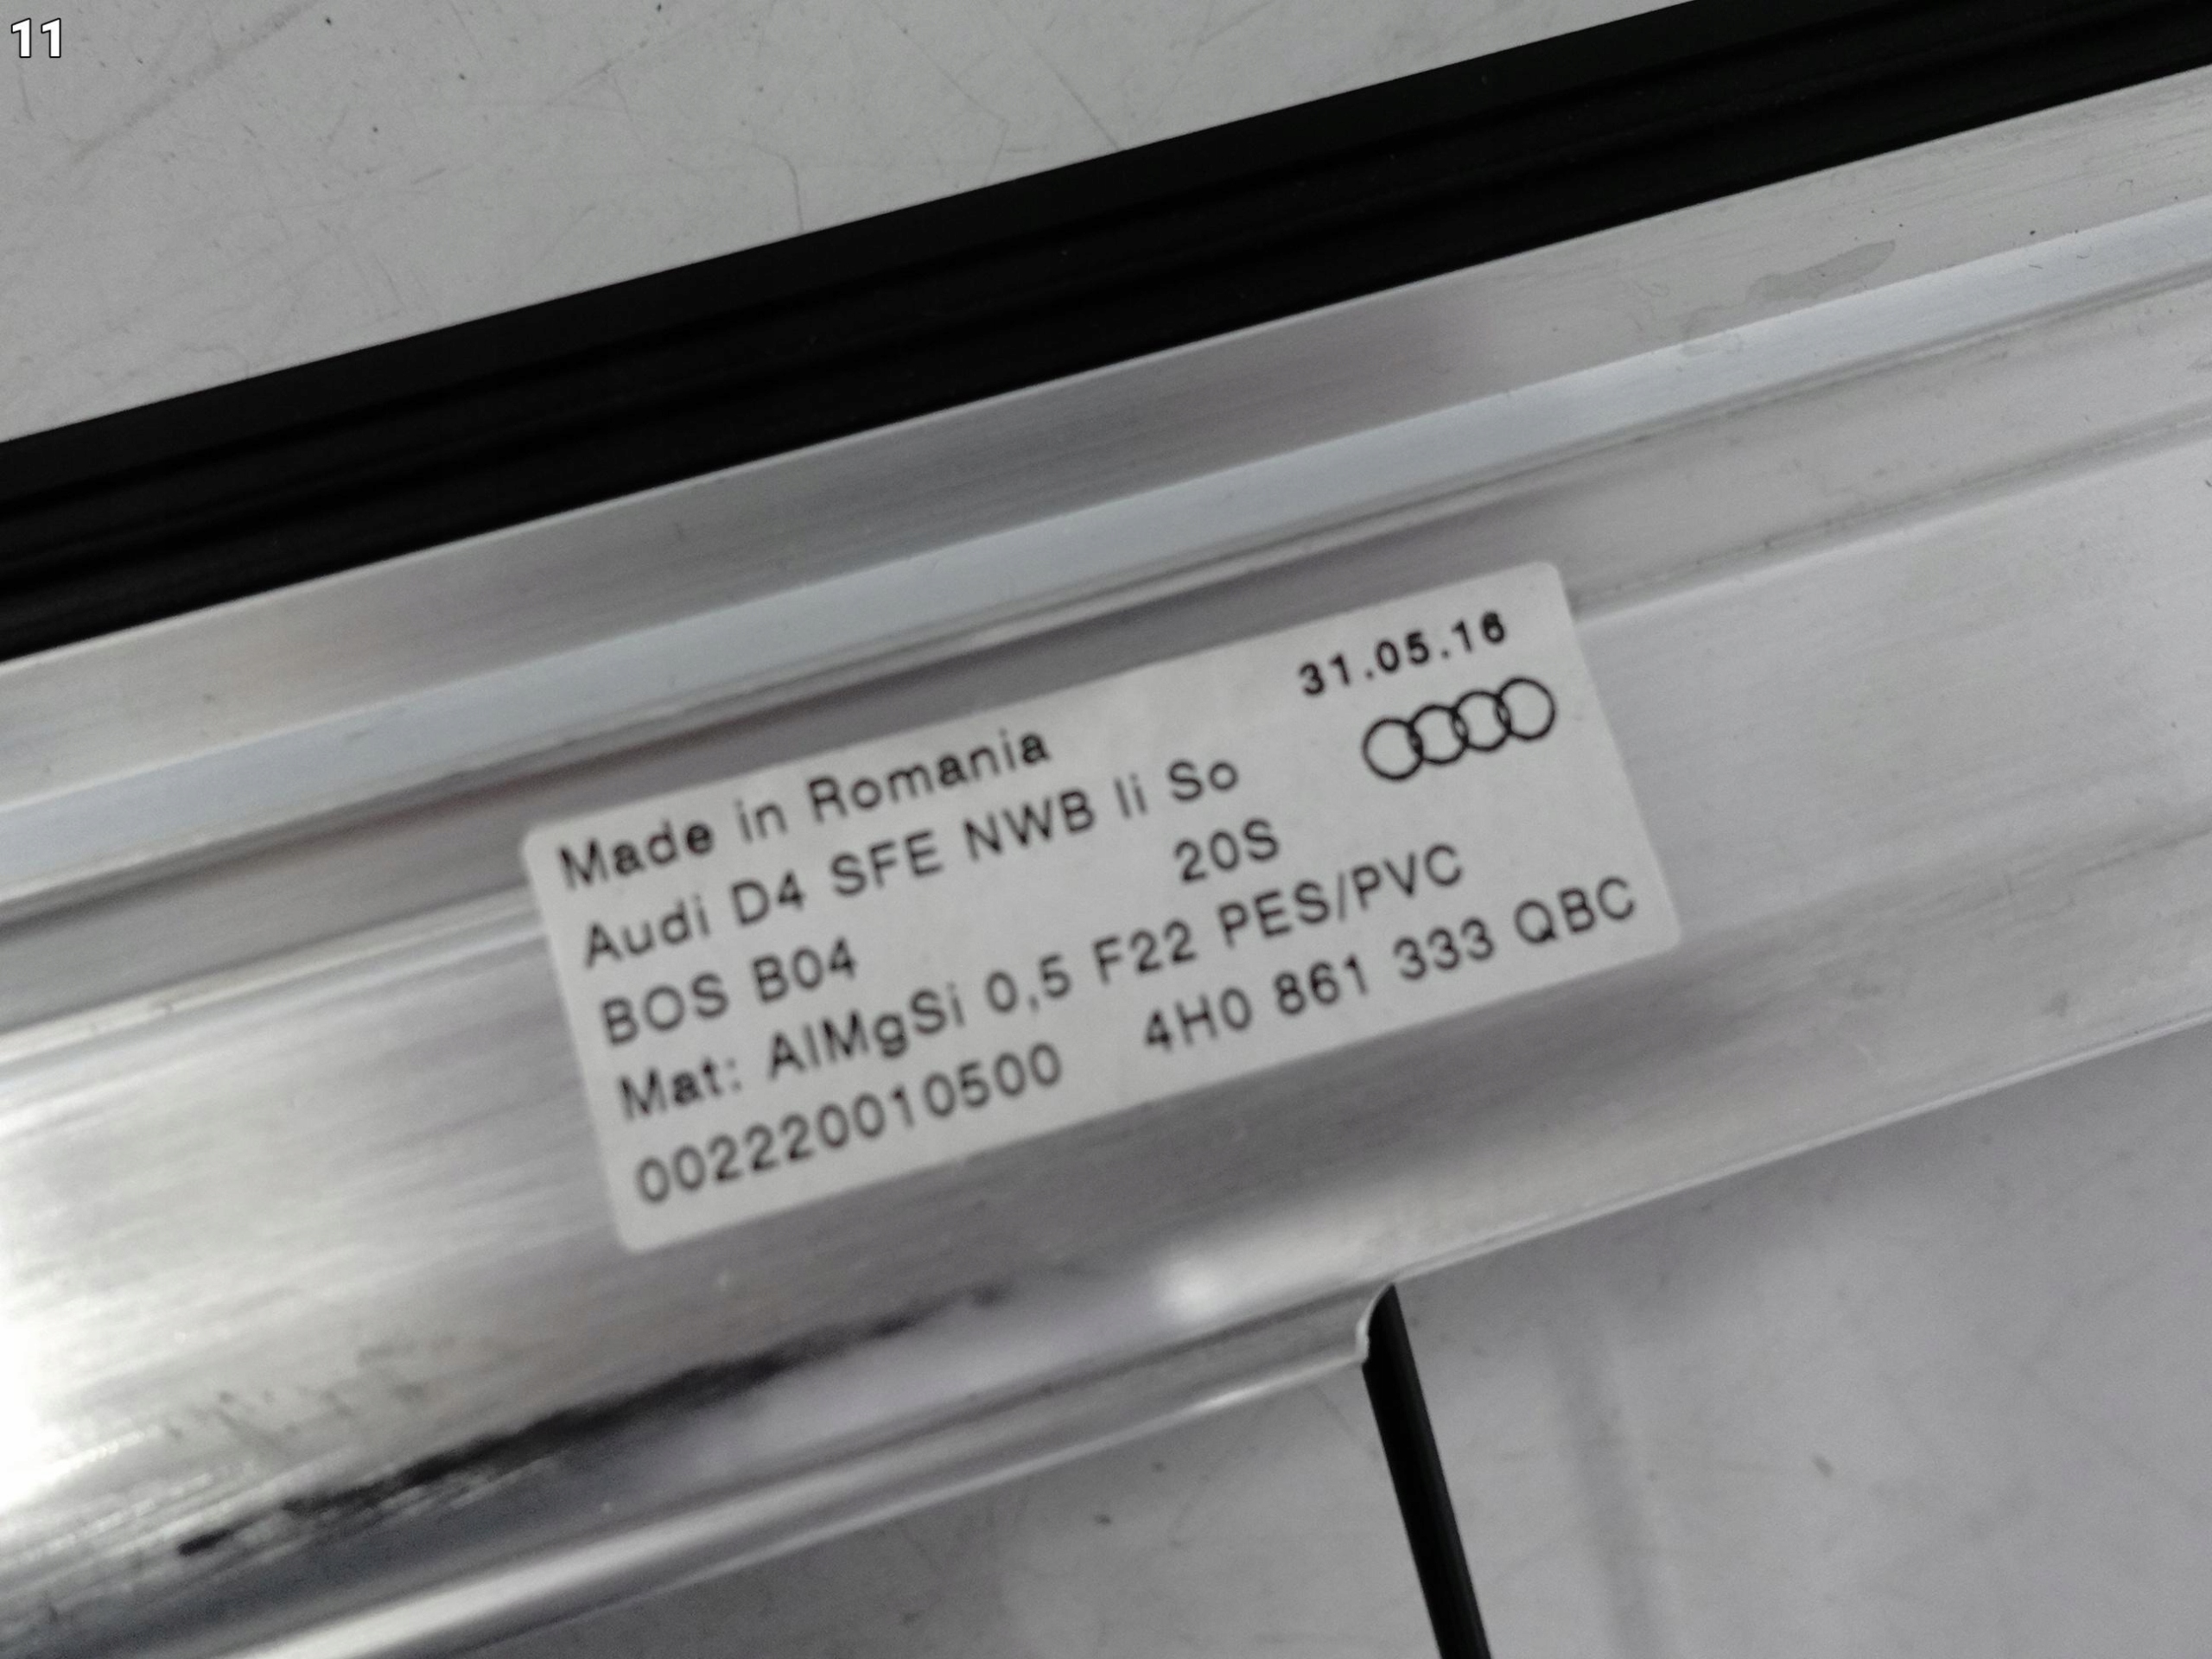 11
31.05.16
Made in Romania
Audi D4 SFE NWB li So
BOS B04 20S
Mat: AlMgSi 0,5 F22 PES/PVC
002220010500 4H0 861 333 QBC